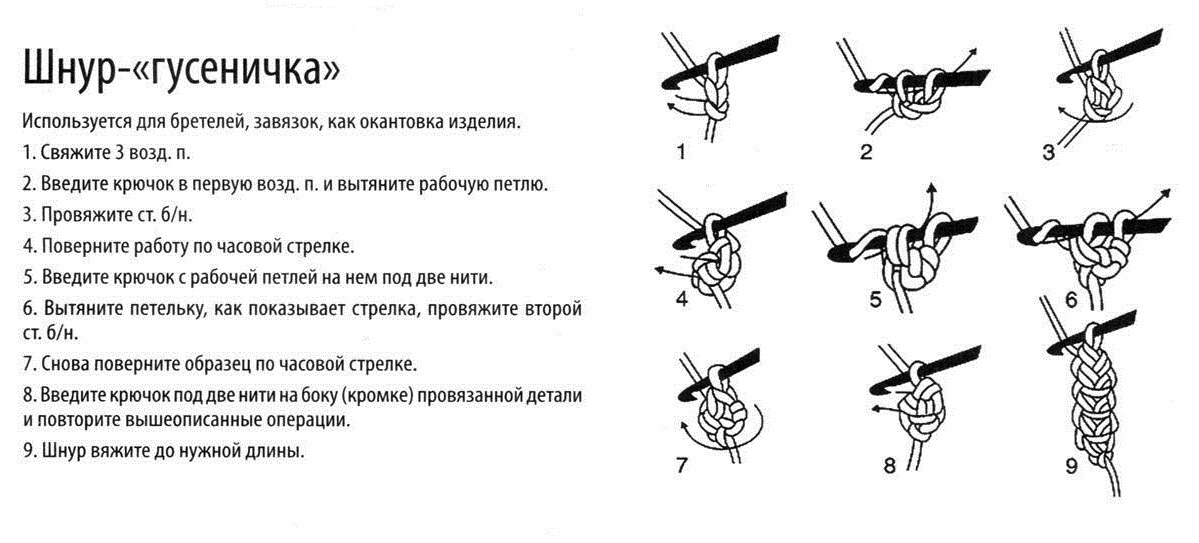 Шнур-«гусеничка»
Используется для бретелей, завязок, как окантовка изделия.
1. Свяжите 3 возд. п.
2. Введите крючок в первую возд. п. и вытяните рабочую петлю.
3. Провяжите ст. б/н.
4. Поверните работу по часовой стрелке.
5. Введите крючок с рабочей петлей на нем под две нити.
6. Вытяните петельку, как показывает стрелка, провяжите второй
ст. б/н.
7. Снова поверните образец по часовой стрелке.
8. Введите крючок под две нити на боку (кромке) провязанной детали
и повторите вышеописанные операции.
9. Шнур вяжите до нужной длины.
1
2
3
4
5
6
7
8
9